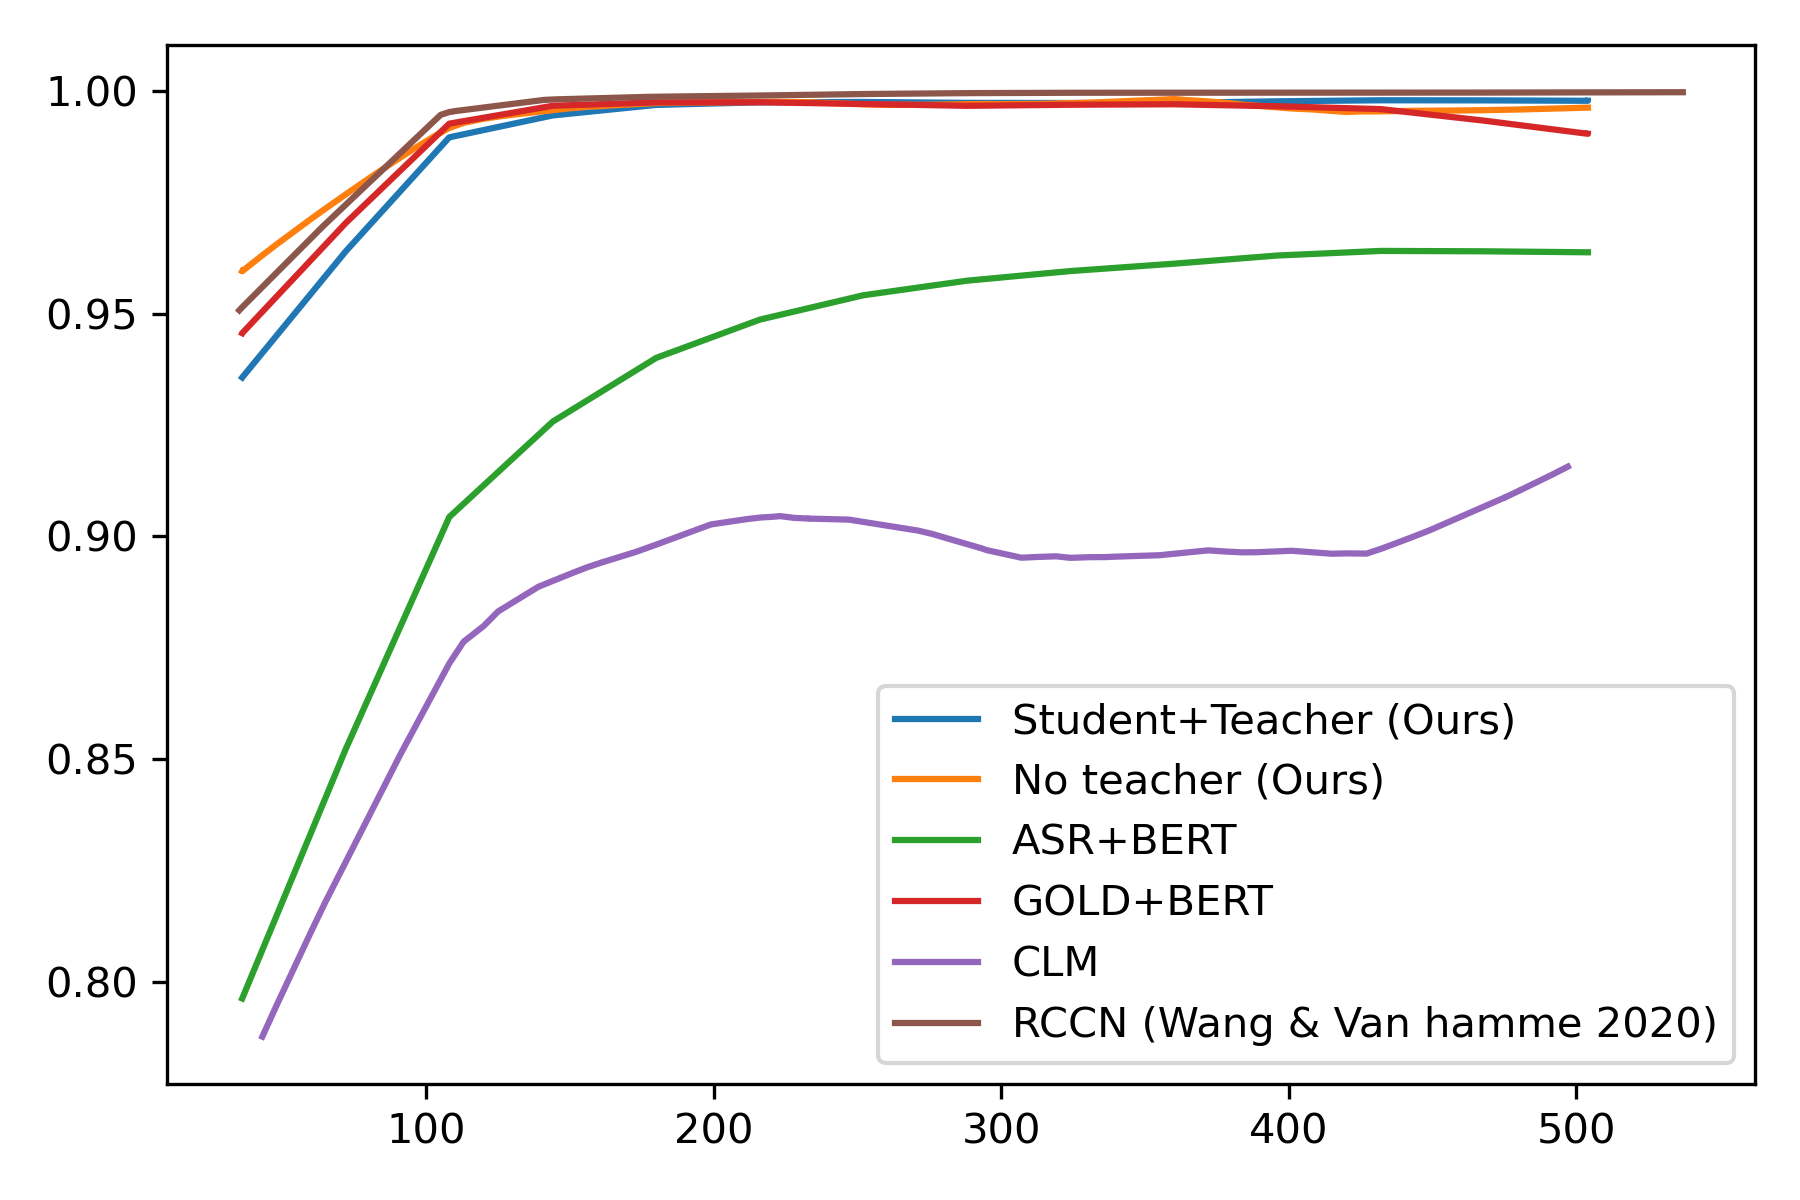 1.00
0.95
0.90
0.85
0.80
100 200 300 400 500
Student+Teacher (Ours)
No teacher (Ours)
ASR+BERT
GOLD+BERT
CLM
RCCN (Wang & Van hamme 2020)